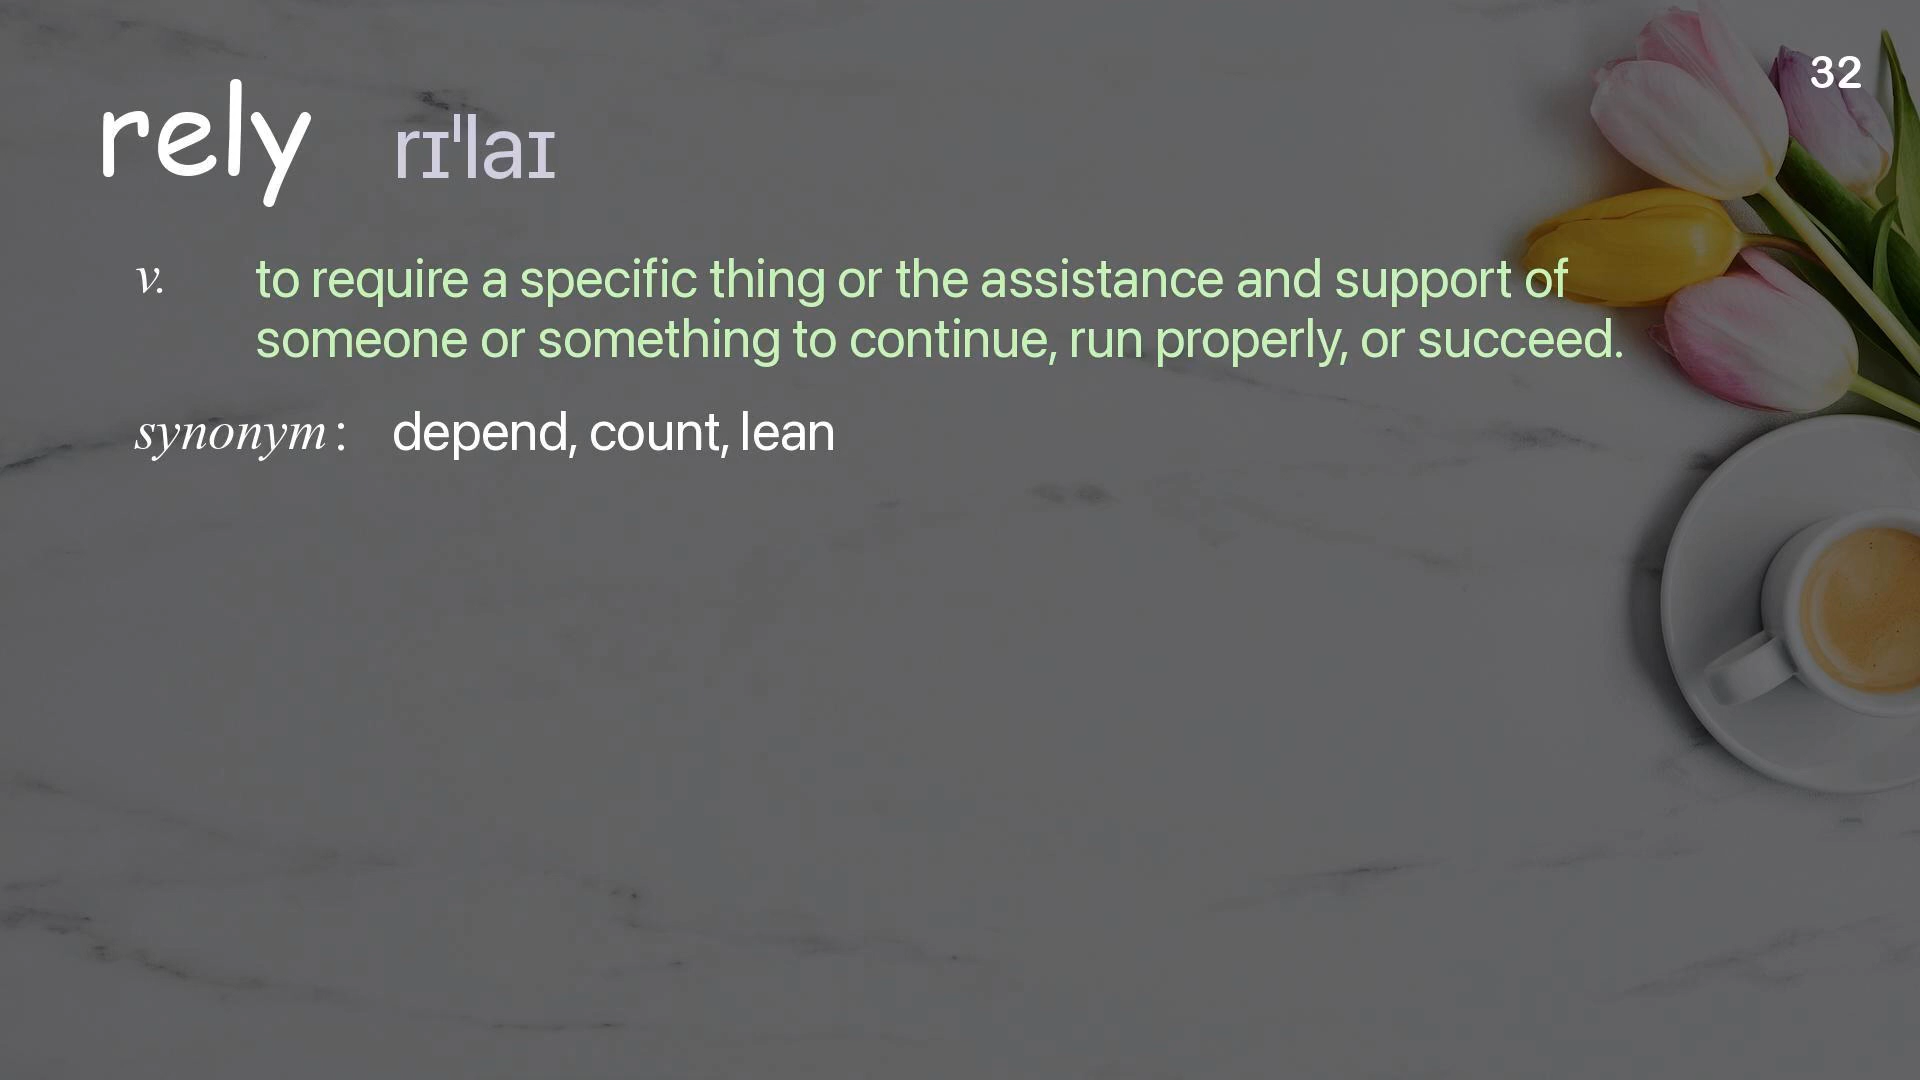 32
rely rɪˈlaɪ
v. to require a specific thing or the assistance and support of
someone or something to continue, run properly, or succeed.
synonym : depend, count, lean